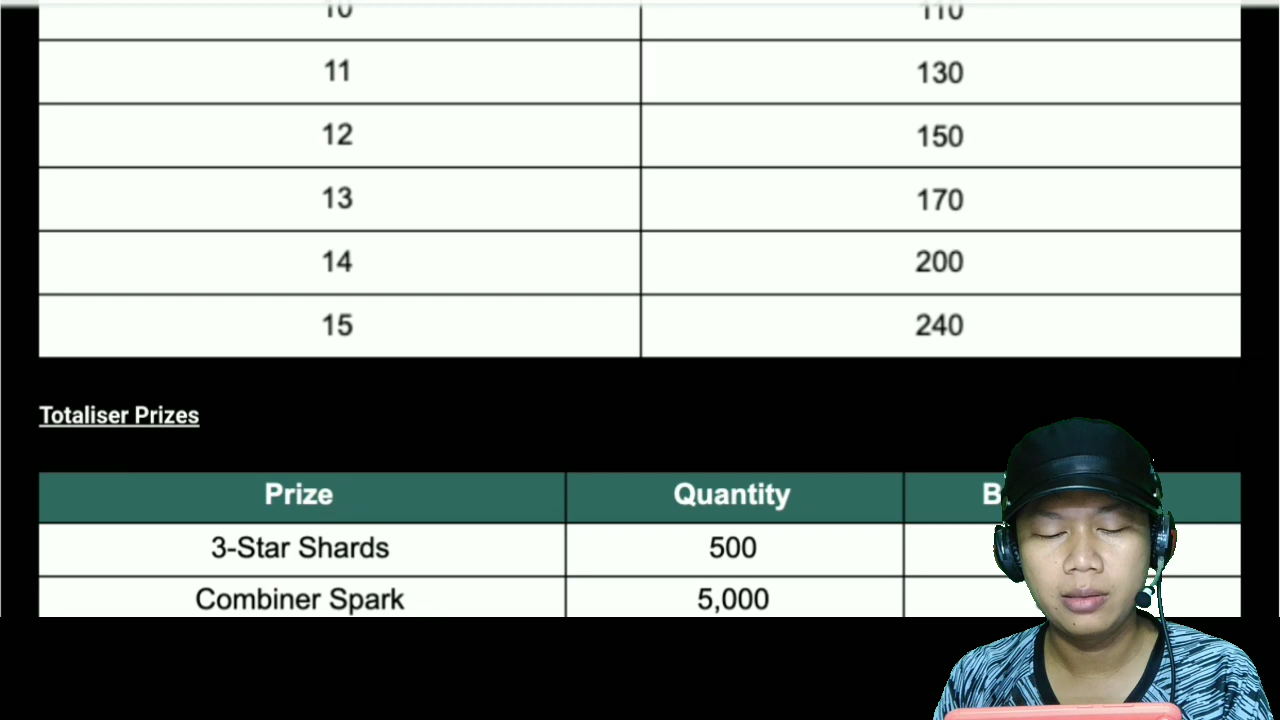 10 110
11 130
12 150
13 170
14 200
15 240
Totaliser Prizes
Prize Quantity
3-Star Shards 500
Combiner Spark 5,000